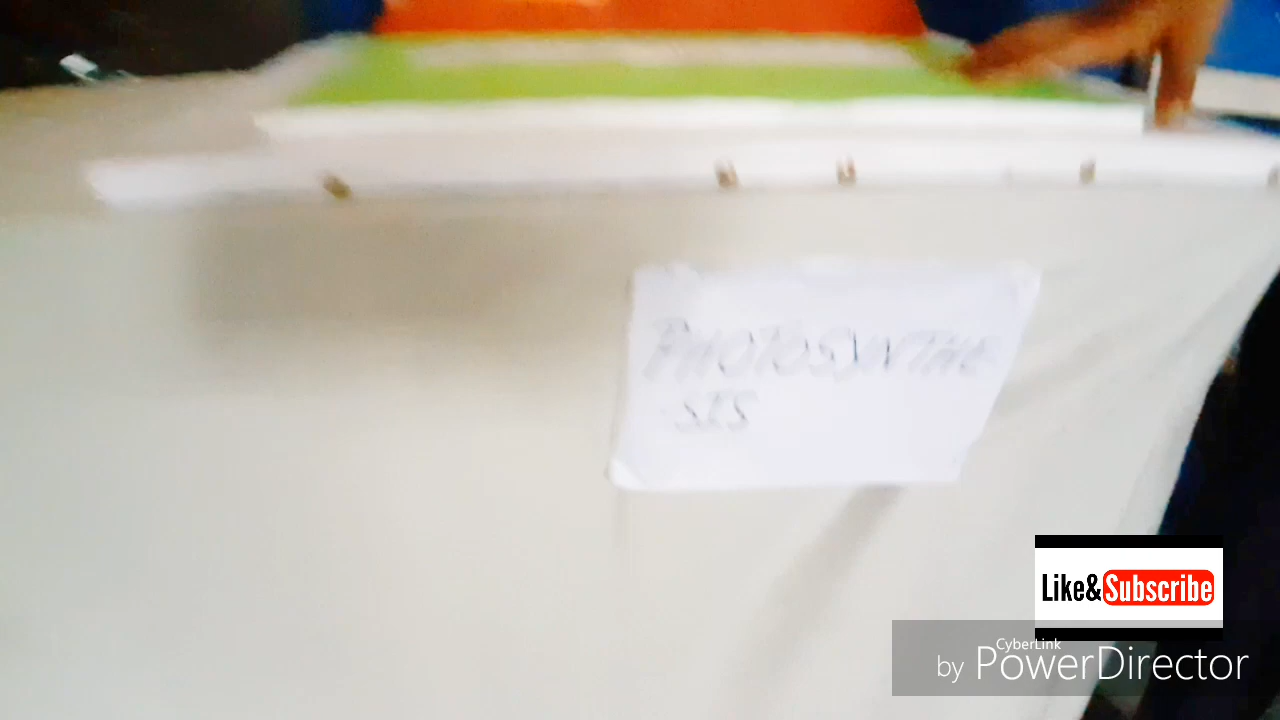 PHOTOSYNTHE
SIS
Like&Subscribe
CyberLink
by PowerDirector